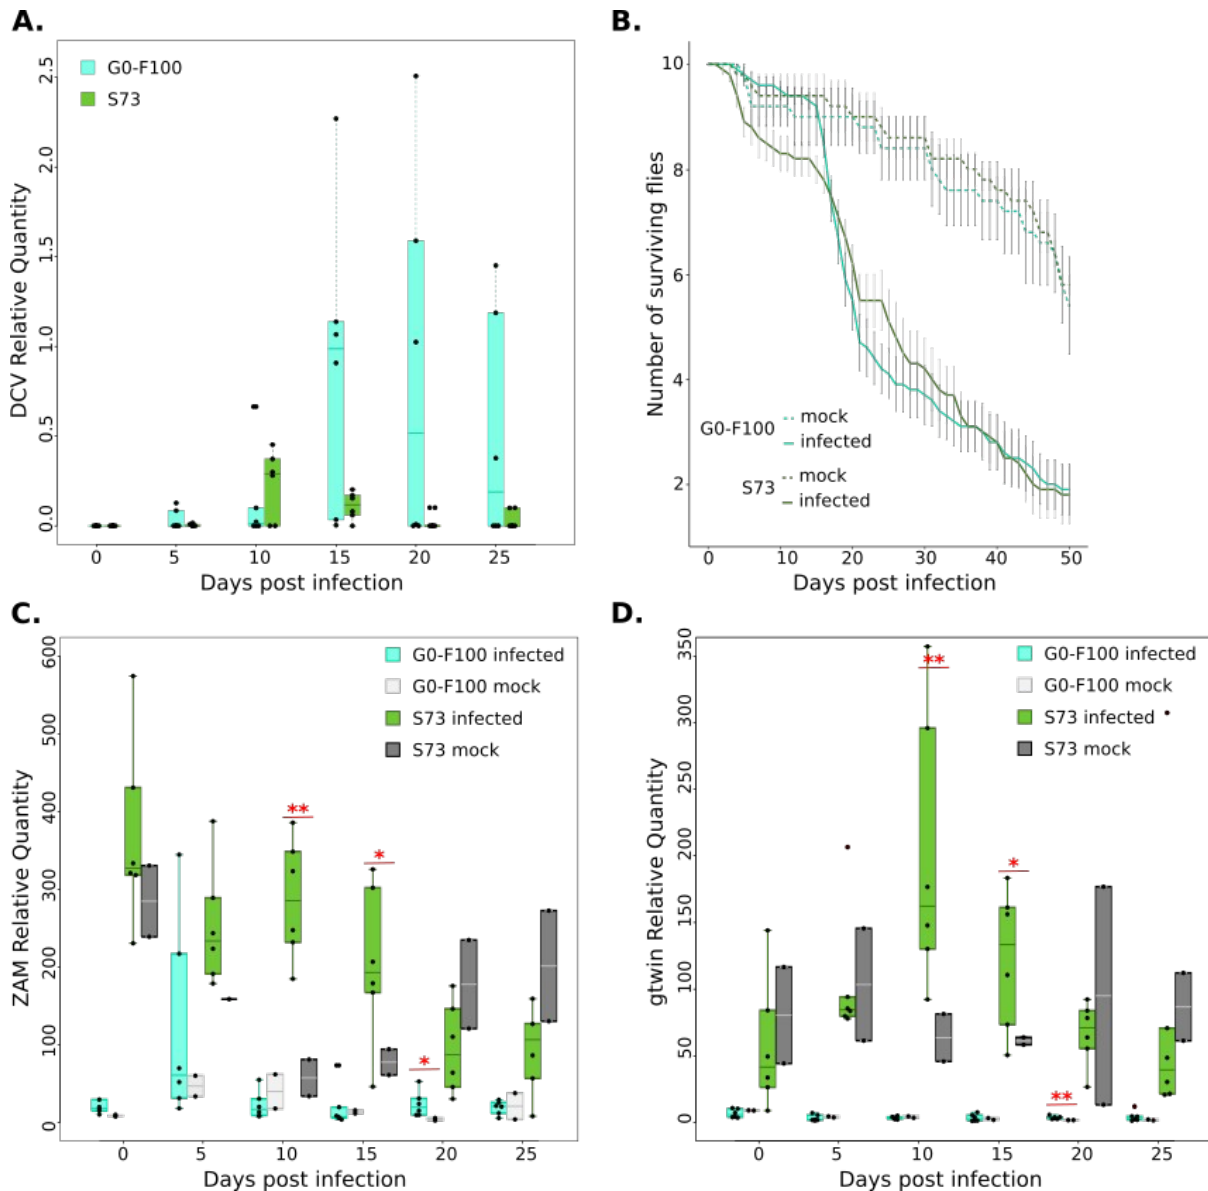 A.
G0-F100
S73
DCV Relative Quantity
2.5
2.0
1.5
1.0
0.5
0.0
0 5 10 15 20 25
Days post infection
B.
Number of surviving flies
10
8
6
4
2
G0-F100
mock
infected
S73
mock
infected
0 10 20 30 40 50
Days post infection
C.
ZAM Relative Quantity
600
500
400
300
200
100
0
G0-F100 infected
G0-F100 mock
S73 infected
S73 mock
**
*
*
0 5 10 15 20 25
Days post infection
D.
gtwin Relative Quantity
350
300
250
200
150
100
50
0
G0-F100 infected
G0-F100 mock
S73 infected
S73 mock
**
*
**
0 5 10 15 20 25
Days post infection